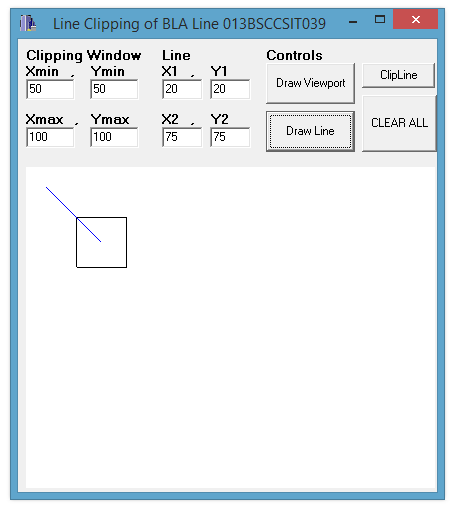 Line Clipping of BLA Line 013BSCCSIT039
Clipping Window Line Controls
Xmin , Ymin X1 , Y1
50 50 20 20
Draw Viewport ClipLine
Xmax , Ymax X2 , Y2
100 100 75 75
Draw Line CLEAR ALL